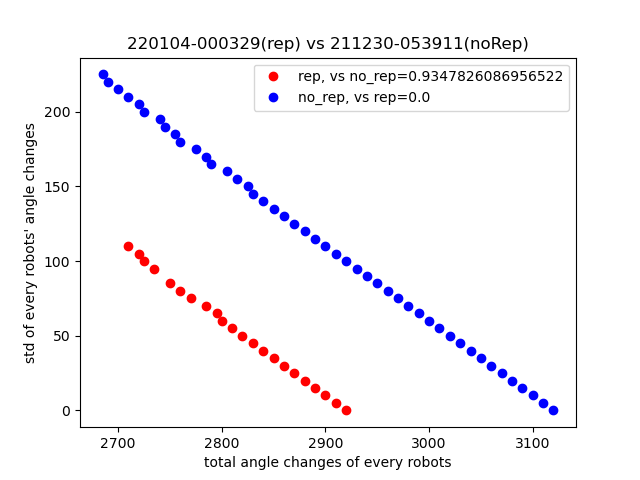 220104-000329(rep) vs 211230-053911(noRep)
rep, vs no_rep=0.9347826086956522
no_rep, vs rep=0.0
std of every robots' angle changes
200
150
100
50
0
2700 2800 2900 3000 3100
total angle changes of every robots